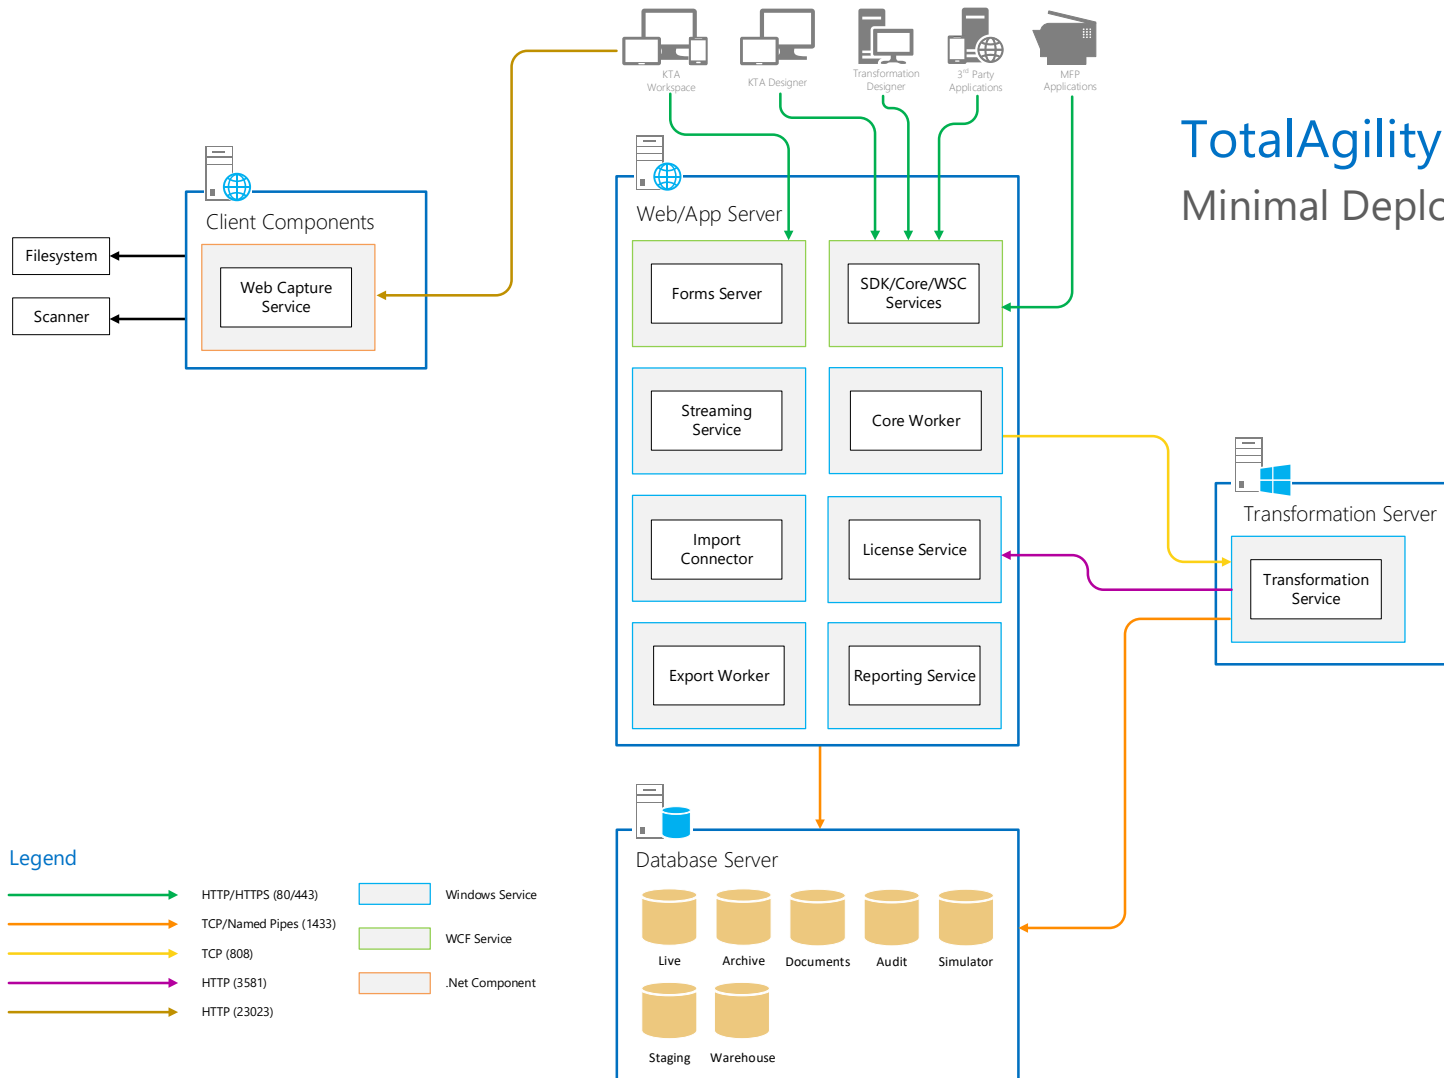 KTA
Workspace
KTA Designer
Transformation
Designer
3rd Party
Applications
MFP
Applications
TotalAgility
Minimal Deplo
Client Components
Web Capture
Service
Filesystem
Scanner
Web/App Server
Forms Server
SDK/Core/WSC
Services
Streaming
Service
Core Worker
Import
Connector
License Service
Export Worker
Reporting Service
Transformation Server
Transformation
Service
Database Server
Live
Archive
Documents
Audit
Simulator
Staging
Warehouse
Legend
HTTP/HTTPS (80/443)
TCP/Named Pipes (1433)
TCP (808)
HTTP (3581)
HTTP (23023)
Windows Service
WCF Service
.Net Component